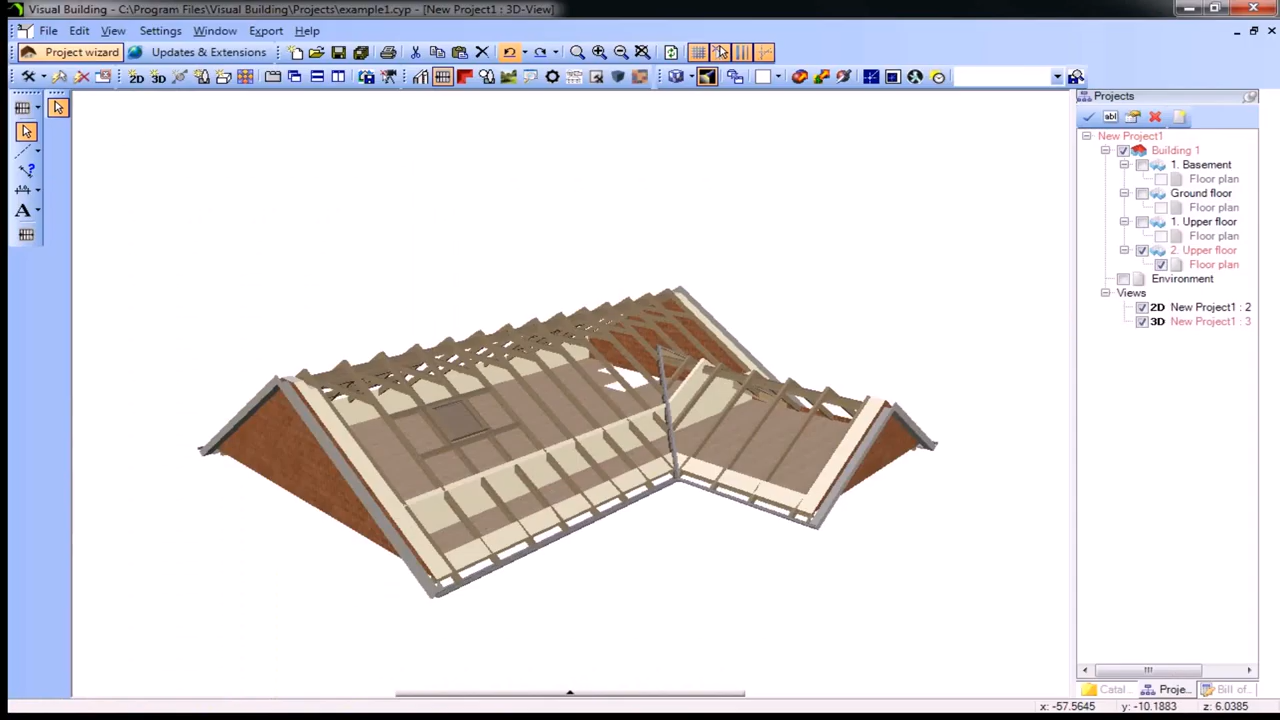 Visual Building - C:\Program Files\Visual Building\Projects\example1.cyp - [New Project1 : 3D-View]
File Edit View Settings Window Export Help
Project wizard Updates & Extensions
2D 3D
Projects
abl
New Project1
Building 1
1. Basement
Floor plan
Ground floor
Floor plan
1. Upper floor
Floor plan
2. Upper floor
Floor plan
Environment
Views
2D New Project1 : 2
3D New Project1 : 3
A
Catal... Proje... Bill of...
x: -57.5645 y: -10.1883 z: 6.0385